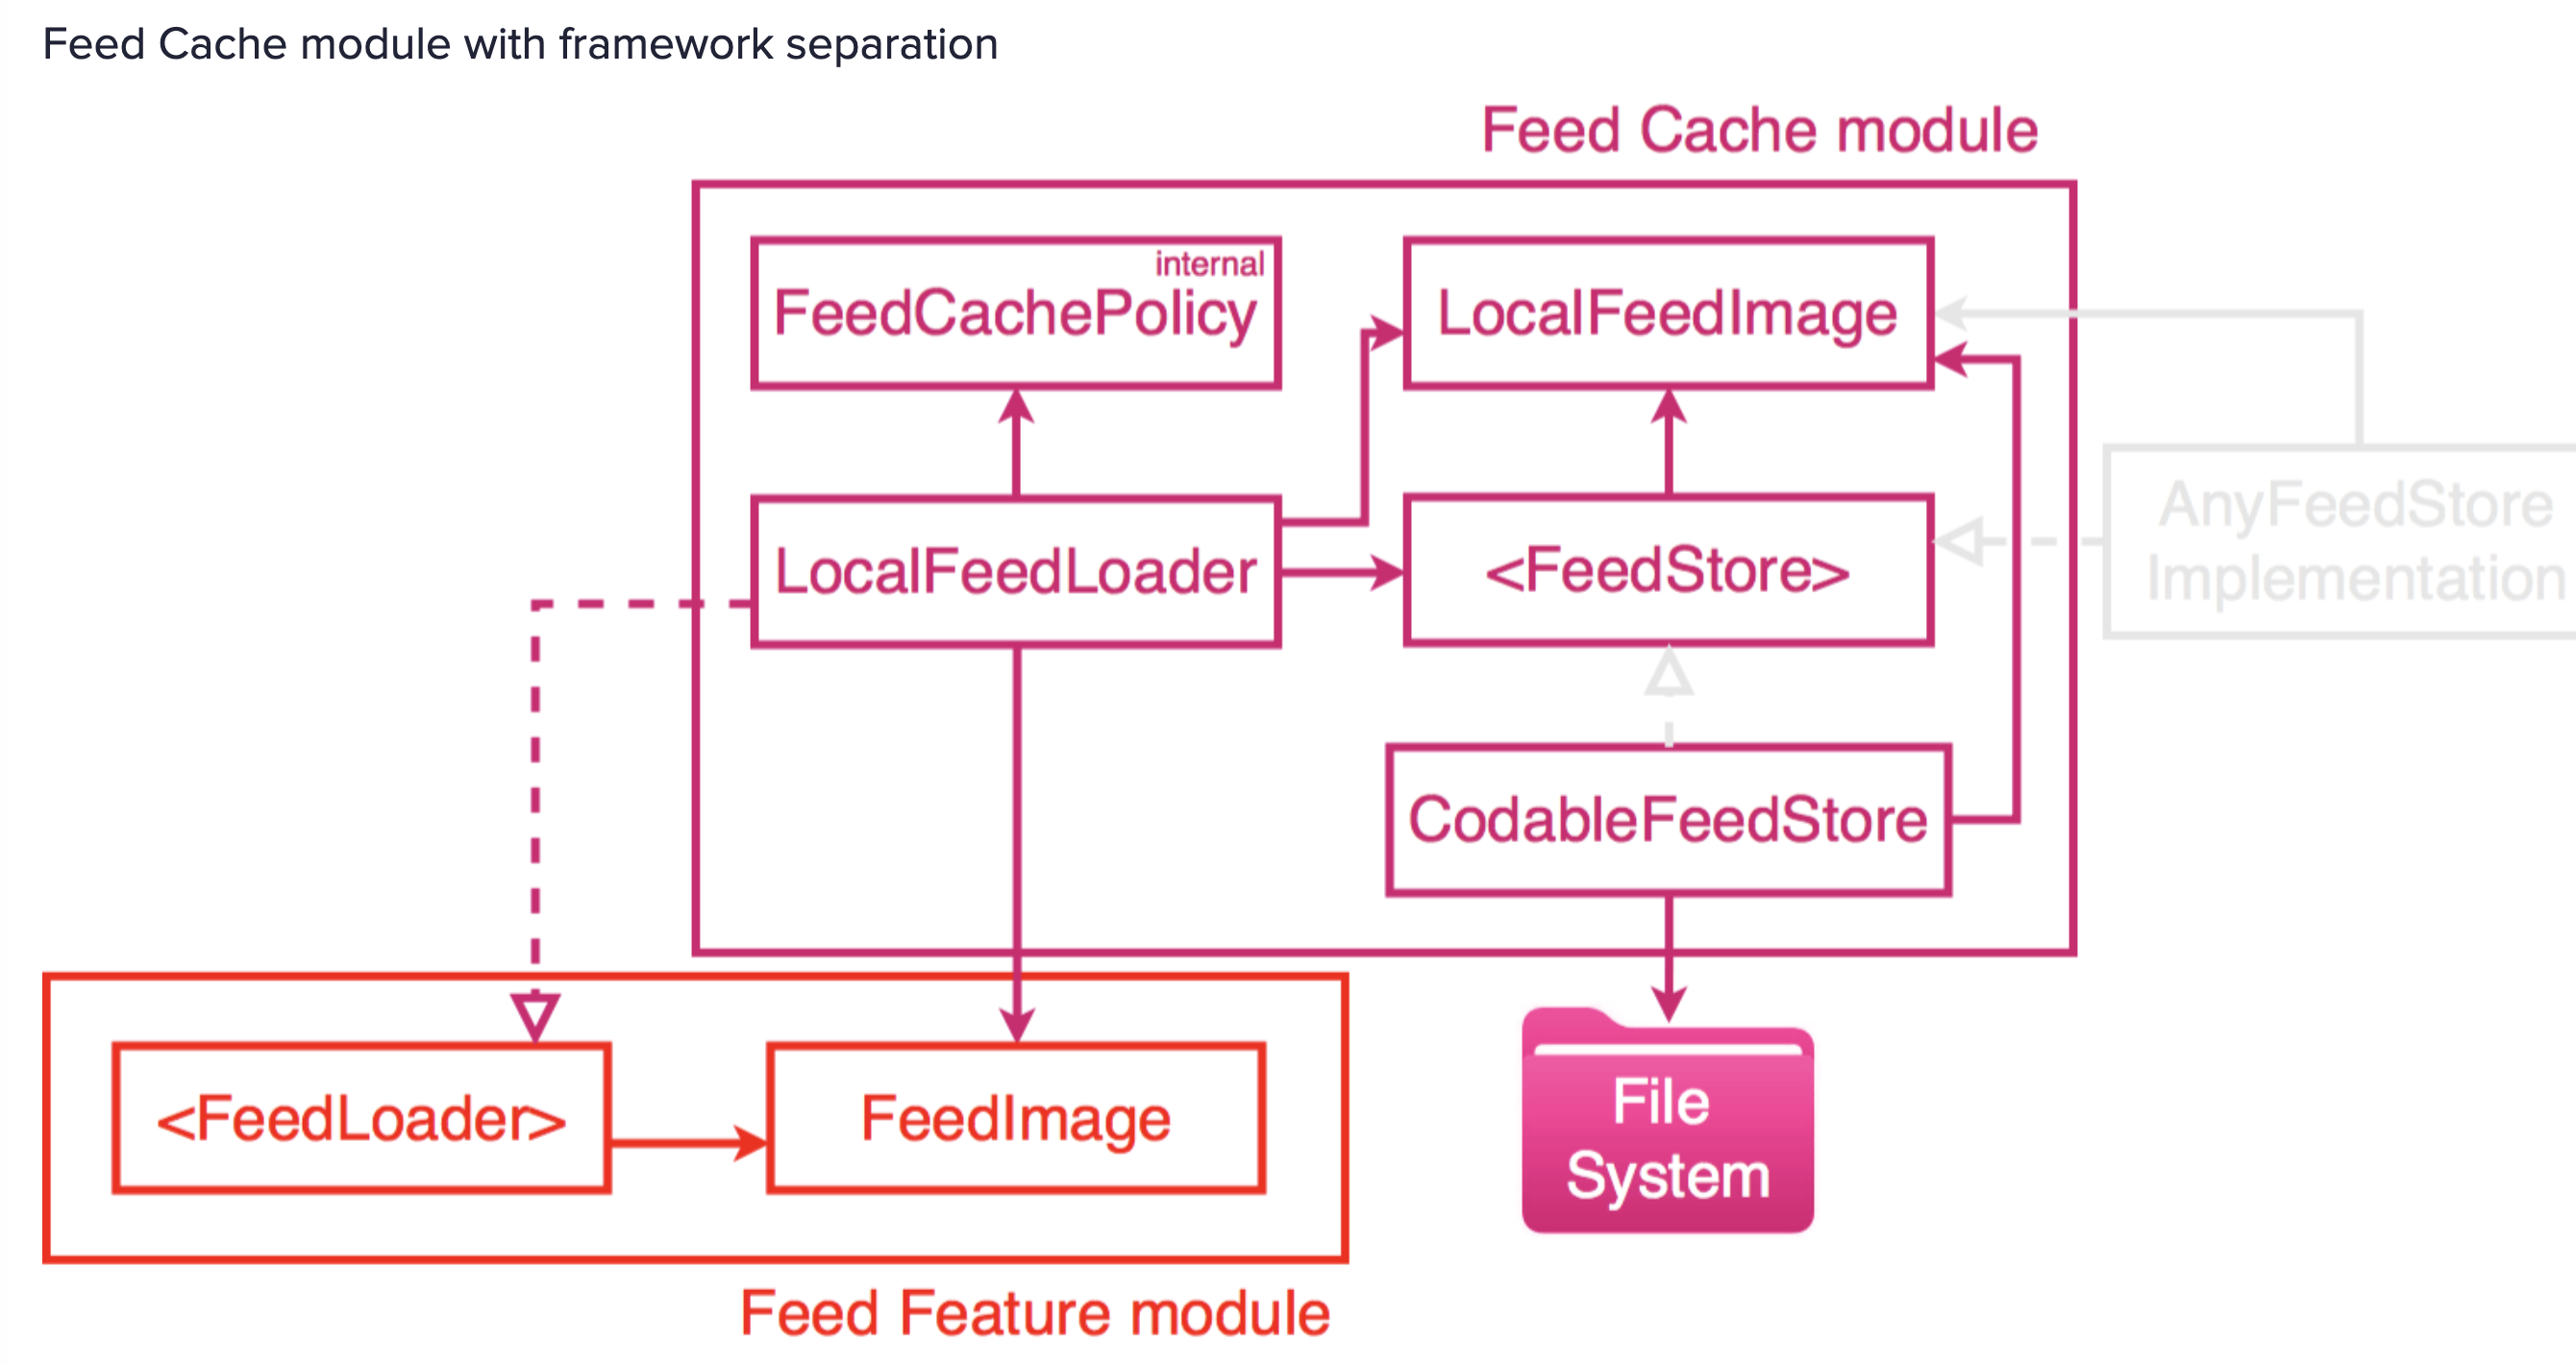 Feed Cache module with framework separation
Feed Cache module
internal
FeedCachePolicy
LocalFeedImage
LocalFeedLoader
<FeedStore>
AnyFeedStore
Implementation
CodableFeedStore
<FeedLoader>
FeedImage
File
System
Feed Feature module